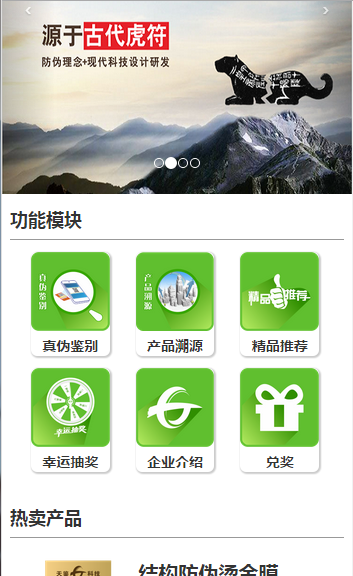 源于古代虎符
防伪理念+现代科技设计研发
功能模块
真伪鉴别
产品溯源
精品推荐
真伪鉴别
产品溯源
精品推荐
幸运抽奖
幸运抽奖
企业介绍
兑奖
热卖产品
结构防伪烫金膜